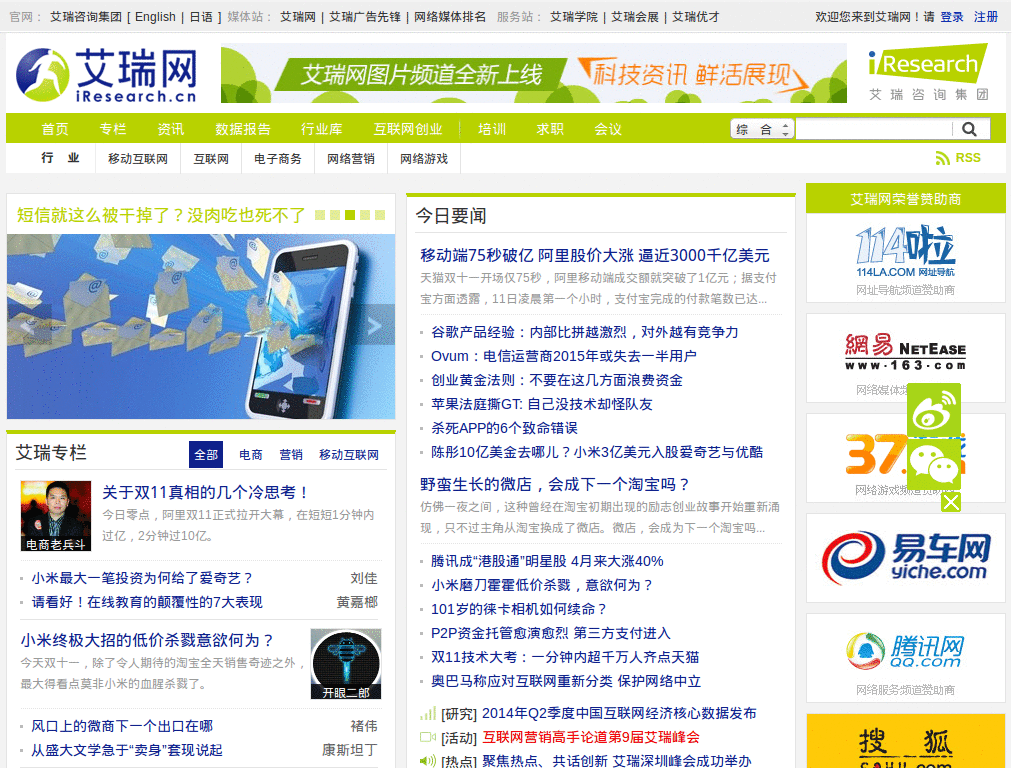 官网： 艾瑞咨询集团 [ English | 日语 ] 媒体站： 艾瑞网 | 艾瑞广告先锋 | 网络媒体排名 服务站： 艾瑞学院 | 艾瑞会展 | 艾瑞优才 欢迎您来到艾瑞网！请 登录 注册
艾瑞网 iResearch.cn
艾瑞网图片频道全新上线 科技资讯 鲜活展现
iResearch
艾瑞咨询集团
首页 专栏 资讯 数据报告 行业库 互联网创业 培训 求职 会议 综 合
行 业 移动互联网 互联网 电子商务 网络营销 网络游戏 RSS
短信就这么被干掉了？没肉吃也死不了
艾瑞专栏 全部 电商 营销 移动互联网
关于双11真相的几个冷思考！
今日零点，阿里双11正式拉开大幕，在短短1分钟内
过亿，2分钟过10亿。
电商老兵斗
小米最大一笔投资为何给了爱奇艺？ 刘佳
请看好！在线教育的颠覆性的7大表现 黄嘉榔
小米终极大招的低价杀戮意欲何为？
今天双十一，除了令人期待的淘宝全天销售奇迹之外，
最大得看点莫非小米的血腥杀戮了。
开眼二郎
风口上的微商下一个出口在哪 褚伟
从盛大文学急于“卖身”套现说起 康斯坦丁
今日要闻
移动端75秒破亿 阿里股价大涨 逼近3000千亿美元
天猫双十一开场仅75秒，阿里移动端成交额就突破了1亿元；据支付
宝方面透露，11日凌晨第一个小时，支付宝完成的付款笔数已达...
谷歌产品经验：内部比拼越激烈，对外越有竞争力
Ovum：电信运营商2015年或失去一半用户
创业黄金法则：不要在这几方面浪费资金
苹果法庭撕GT: 自己没技术却怪队友
杀死APP的6个致命错误
陈彤10亿美金去哪儿？小米3亿美元入股爱奇艺与优酷
野蛮生长的微店，会成下一个淘宝吗？
仿佛一夜之间，这种曾经在淘宝初期出现的励志创业故事开始重新涌
现，只不过主角从淘宝换成了微店。微店，会成为下一个淘宝吗...
腾讯成“港股通”明星股 4月来大涨40%
小米磨刀霍霍低价杀戮，意欲何为？
101岁的徕卡相机如何续命？
P2P资金托管愈演愈烈 第三方支付进入
双11技术大考：一分钟内超千万人齐点天猫
奥巴马称应对互联网重新分类 保护网络中立
[研究] 2014年Q2季度中国互联网经济核心数据发布
[活动] 互联网营销高手论道第9届艾瑞峰会
[热点] 聚焦热点、共话创新 艾瑞深圳峰会成功举办
艾瑞网荣誉赞助商
114啦
114LA.COM 网址导航
网址导航频道赞助商
網易 NETEASE
www.163.com
网络媒体频
37.
网络游戏频道赞助商
易车网
yiche.com
腾讯网
QQ.com
网络服务频道赞助商
搜 狐